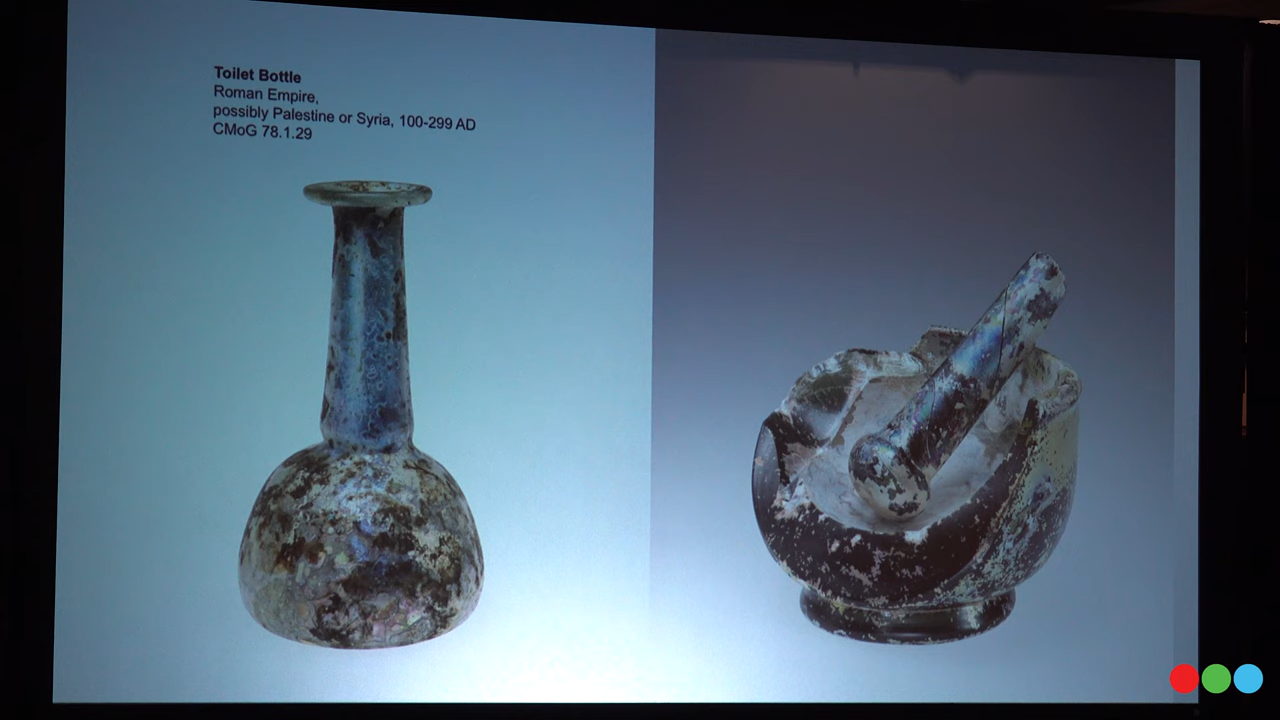 Toilet Bottle
Roman Empire,
possibly Palestine or Syria, 100-299 AD
CMoG 78.1.29